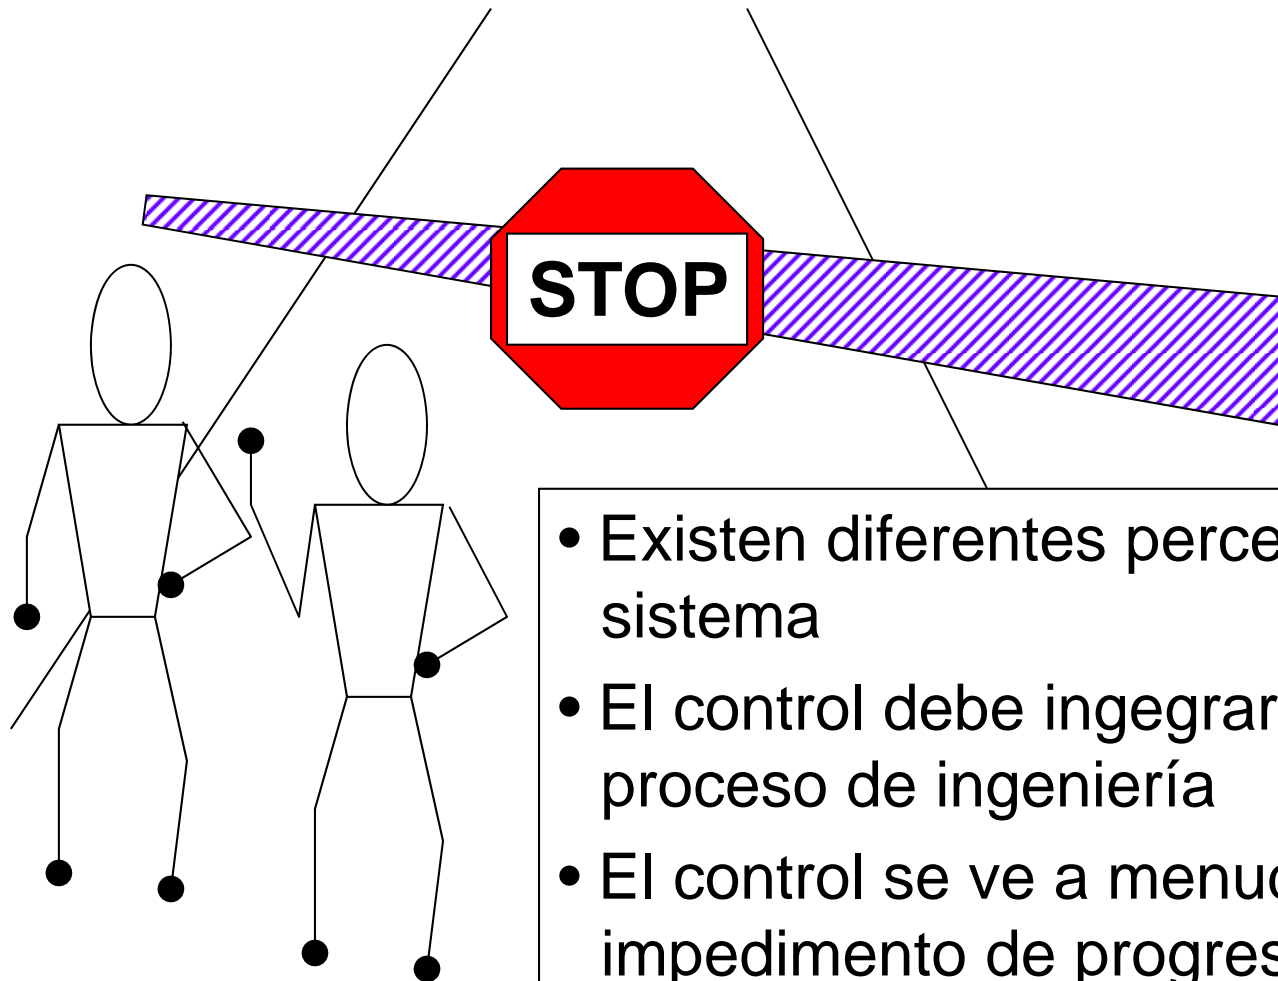 STOP
• Existen diferentes perce
sistema
• El control debe ingegrar
proceso de ingeniería
• El control se ve a menud
impedimento de progres